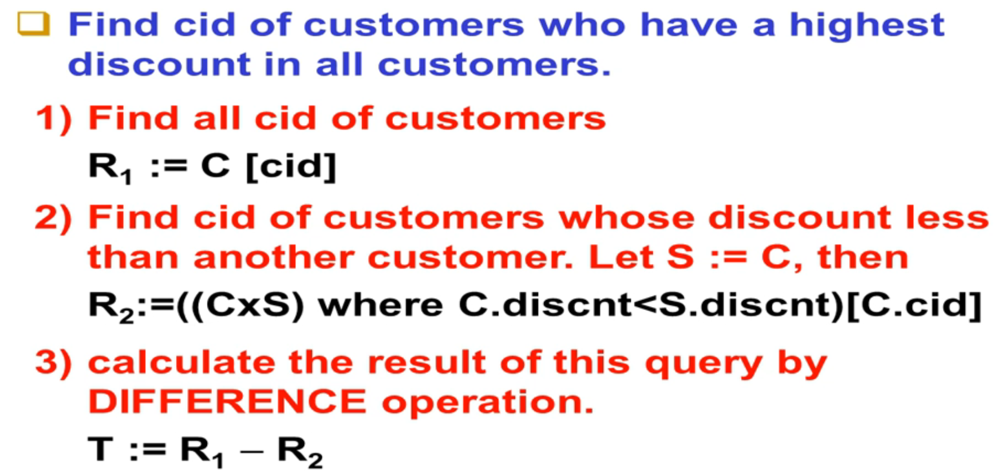 Find cid of customers who have a highest
discount in all customers.
1) Find all cid of customers
R₁ := C [cid]
2) Find cid of customers whose discount less
than another customer. Let S := C, then
R₂:=((CxS) where C.discnt<S.discnt)[C.cid]
3) calculate the result of this query by
DIFFERENCE operation.
T := R₁ – R₂